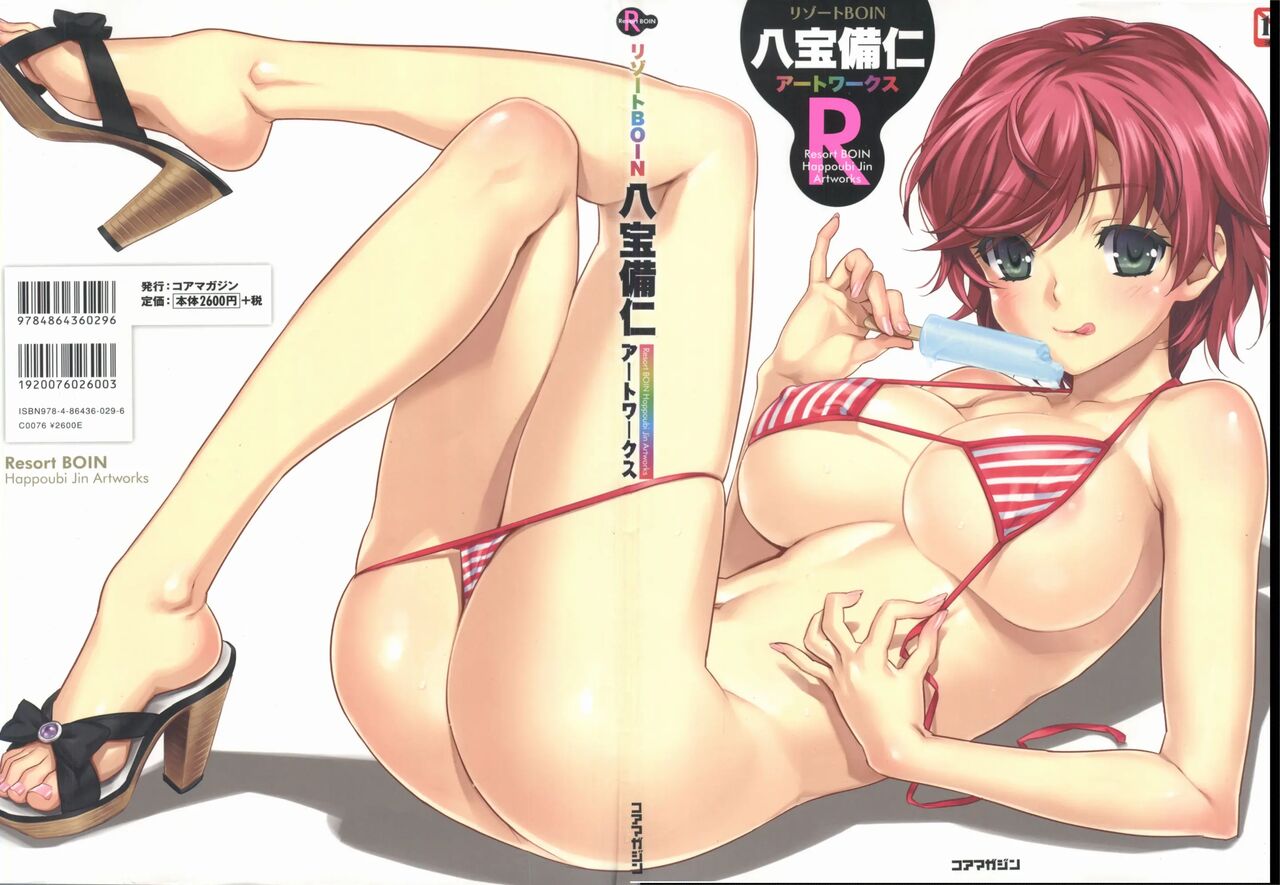 発行：コアマガジン
定価：本体2600円+税
9784864360296
1920076026003
ISBN978-4-86436-029-6
C0076 ¥2600E
Resort BOIN
Happoubi Jin Artworks
R
Resort BOIN
リゾートBOIN
八宝備仁
アートワークス
Resort BOIN Happoubi Jin Artworks
コアマガジン
リゾートBOIN
八宝備仁
アートワークス
R
Resort BOIN
Happoubi Jin
Artworks
コアマガジン